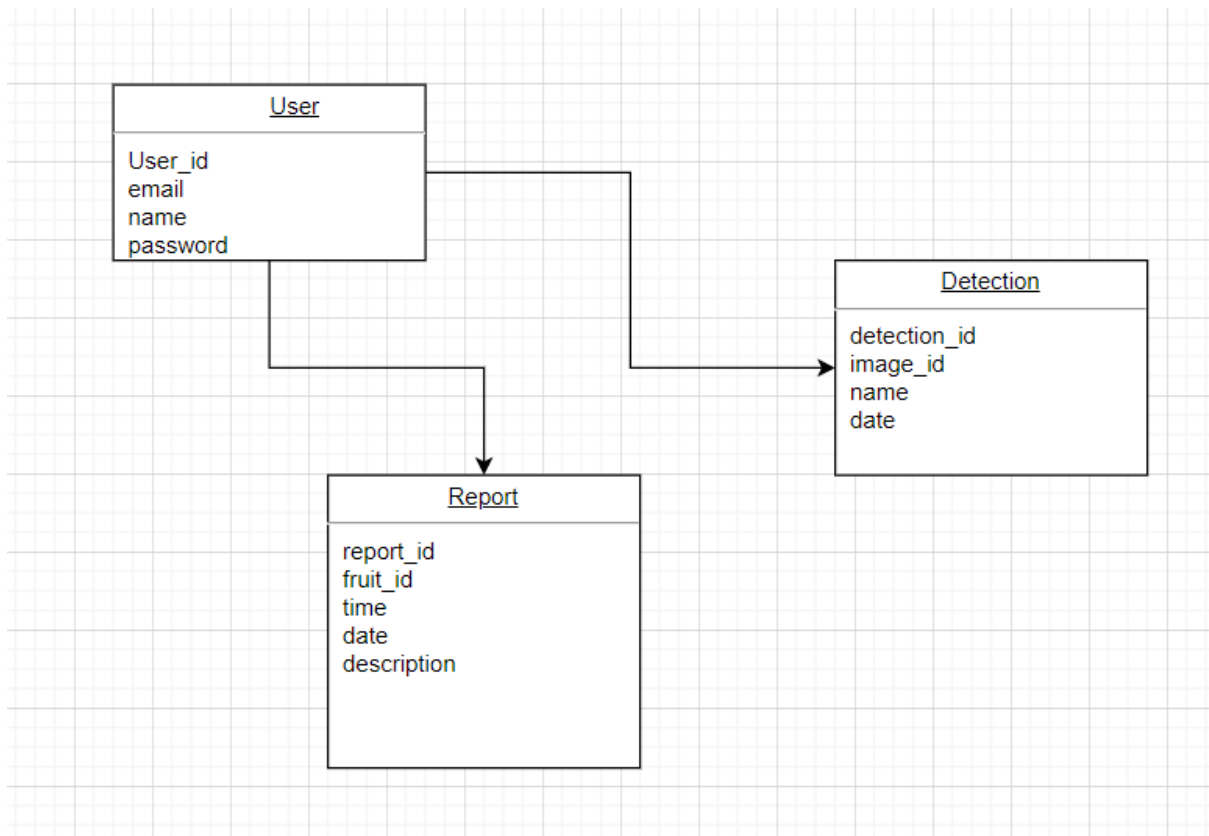 User
User_id
email
name
password
Detection
detection_id
image_id
name
date
Report
report_id
fruit_id
time
date
description